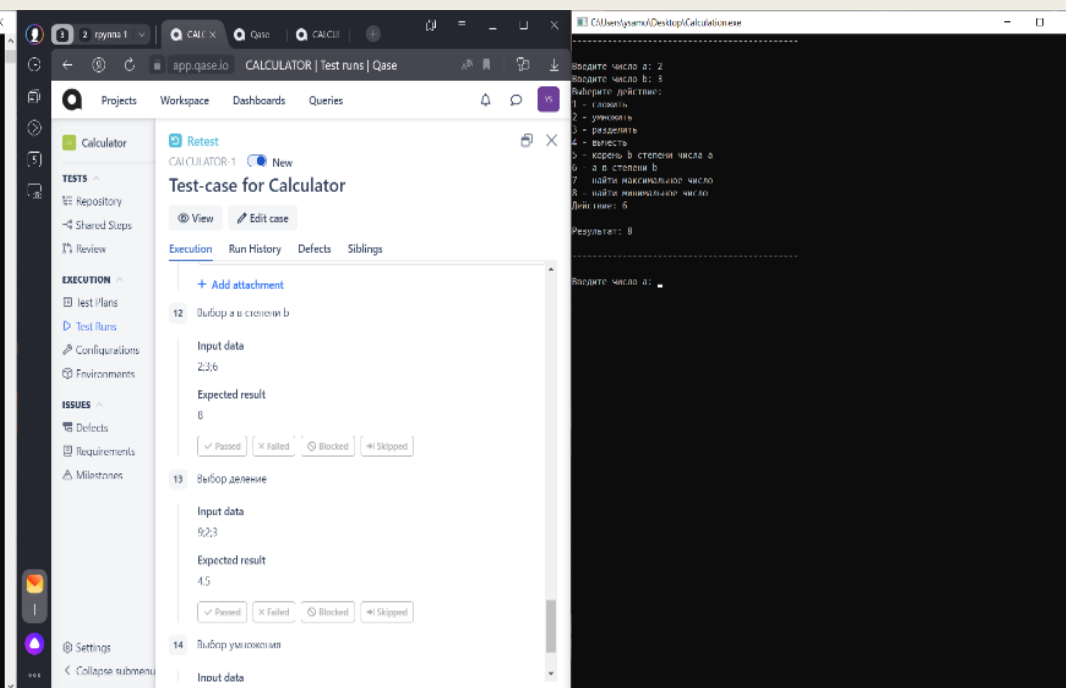 3 2 группа 1 CALC × Qase CALCUL
app.qase.io CALCULATOR | Test runs | Qase
Projects Workspace Dashboards Queries YS
Calculator
TESTS
Repository
Shared Steps
Review
EXECUTION
Test Plans
Test Runs
Configurations
Environments
ISSUES
Defects
Requirements
Milestones
Settings
Collapse submenu
5
Retest
CALCULATOR-1 New
Test-case for Calculator
View Edit case
Execution Run History Defects Siblings
+ Add attachment
12 Выбор a в степени b
Input data
2;3;6
Expected result
8
Passed Failed Blocked Skipped
13 Выбор деление
Input data
9;2;3
Expected result
4.5
Passed Failed Blocked Skipped
14 Выбор умножения
Input data
C:\Users\ysamo\Desktop\Calculation.exe
Введите число a: 2
Введите число b: 3
Выберите действие:
1 - сложить
2 - умножить
3 - разделить
4 - вычесть
5 - корень b степени числа a
6 - a в степени b
7 - найти максимальное число
8 - найти минимальное число
Действие: 6
Результат: 8
Введите число a: